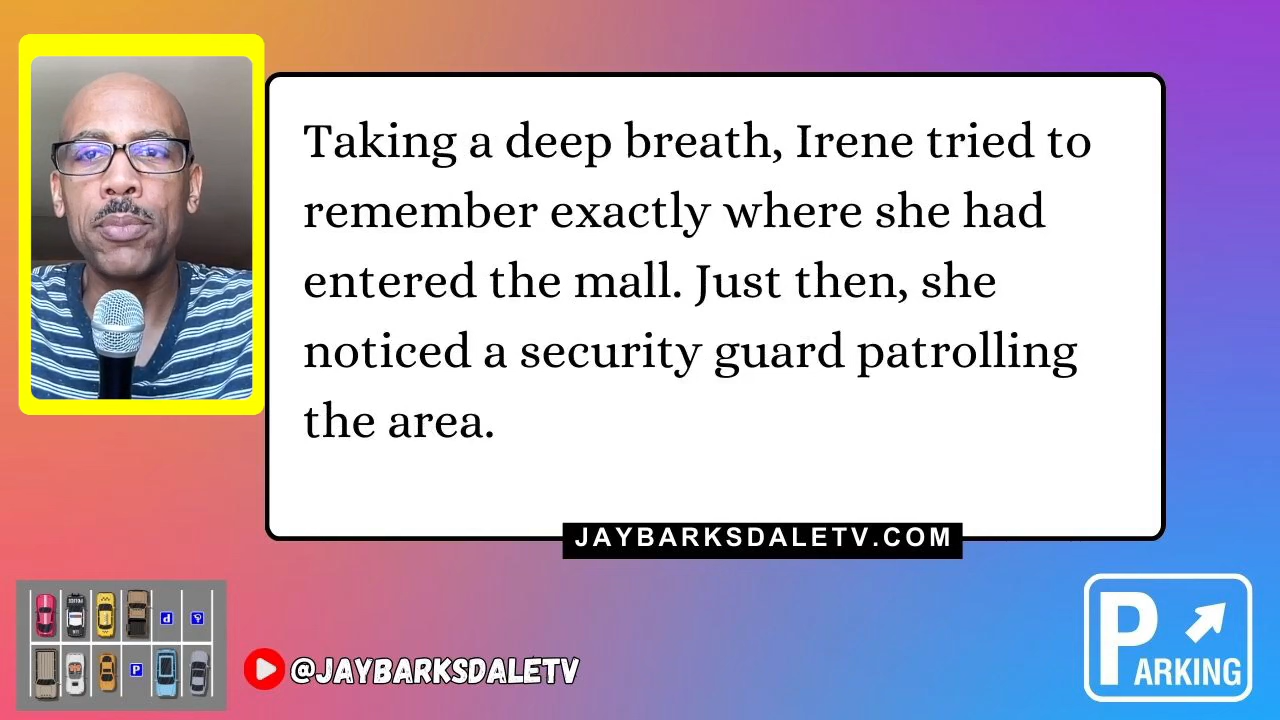 Taking a deep breath, Irene tried to
remember exactly where she had
entered the mall. Just then, she
noticed a security guard patrolling
the area.
JAYBARKSDALETV.COM
@JAYBARKSDALETV
P
PARKING